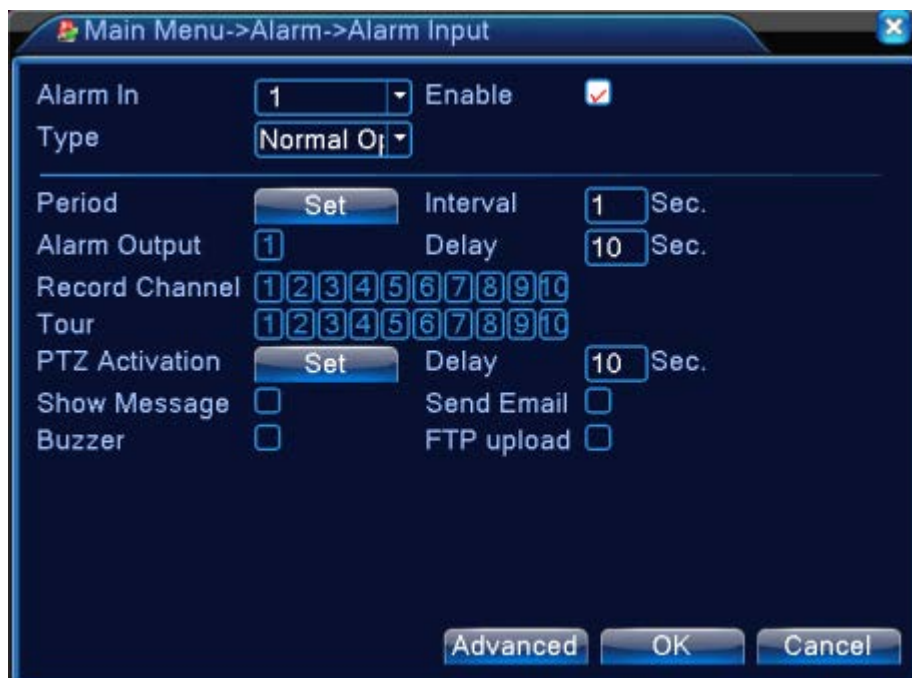 Main Menu->Alarm->Alarm Input
Alarm In 1 Enable
Type Normal Op
Period Set Interval 1 Sec.
Alarm Output 1 Delay 10 Sec.
Record Channel 1 2 3 4 5 6 7 8 9 10
Tour 1 2 3 4 5 6 7 8 9 10
PTZ Activation Set Delay 10 Sec.
Show Message Send Email
Buzzer FTP upload
Advanced OK Cancel